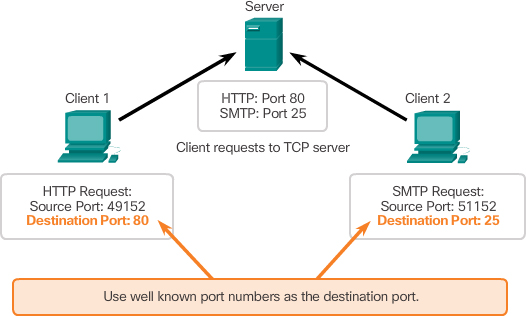 Server
Client 1
Client 2
HTTP: Port 80
SMTP: Port 25
Client requests to TCP server
HTTP Request:
Source Port: 49152
Destination Port: 80
SMTP Request:
Source Port: 51152
Destination Port: 25
Use well known port numbers as the destination port.